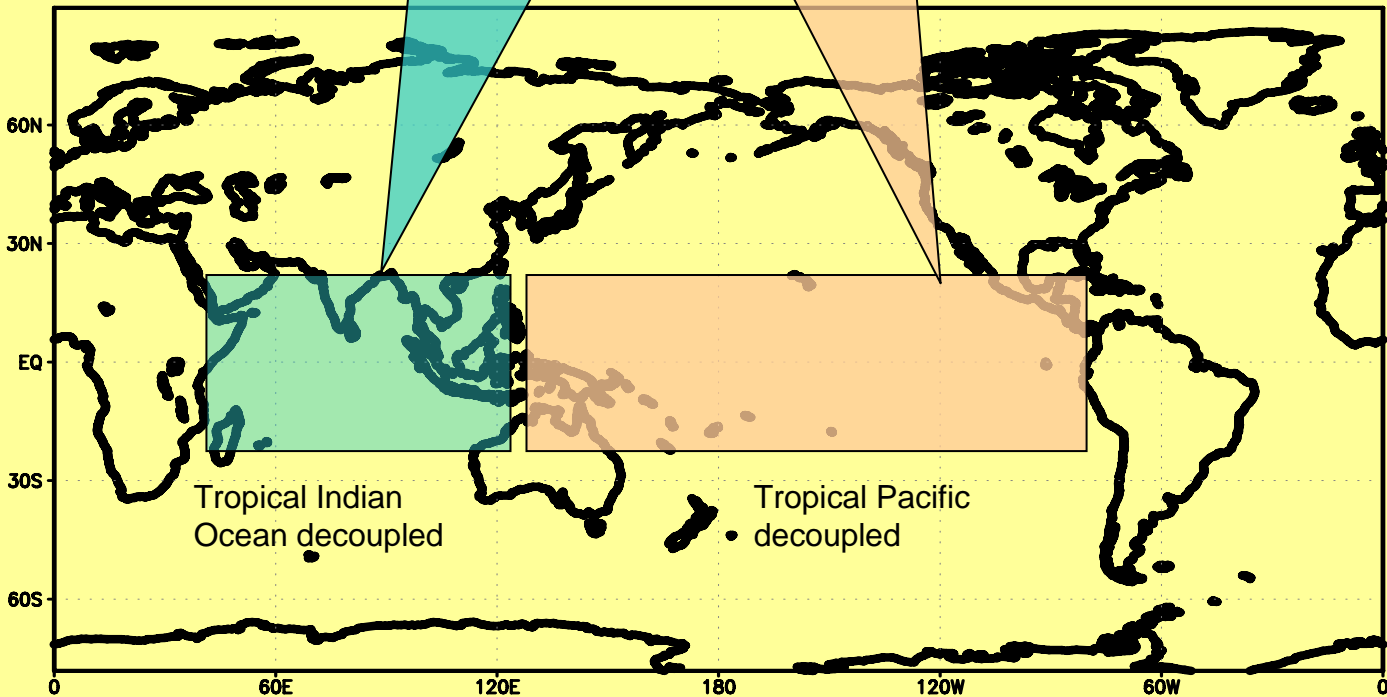 60N
30N
EQ
30S
60S
Tropical Indian
Ocean decoupled
Tropical Pacific
decoupled
0 60E 120E 180 120W 60W 0